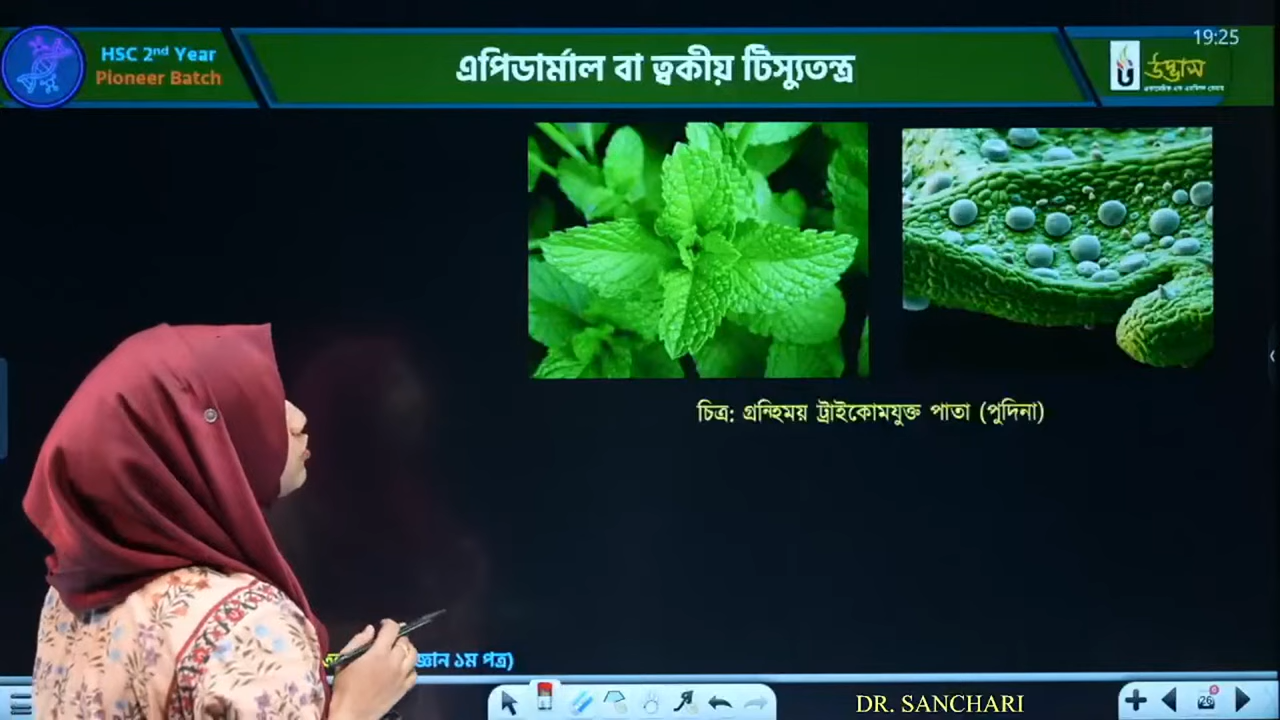 HSC 2nd Year
Pioneer Batch
এপিডার্মাল বা ত্বকীয় টিস্যুতন্ত্র
19:25
U
উদ্ভাস
চিত্র: গ্রন্থিময় ট্রাইকোমযুক্ত পাতা (পুদিনা)
১ম পত্র)
DR. SANCHARI
26